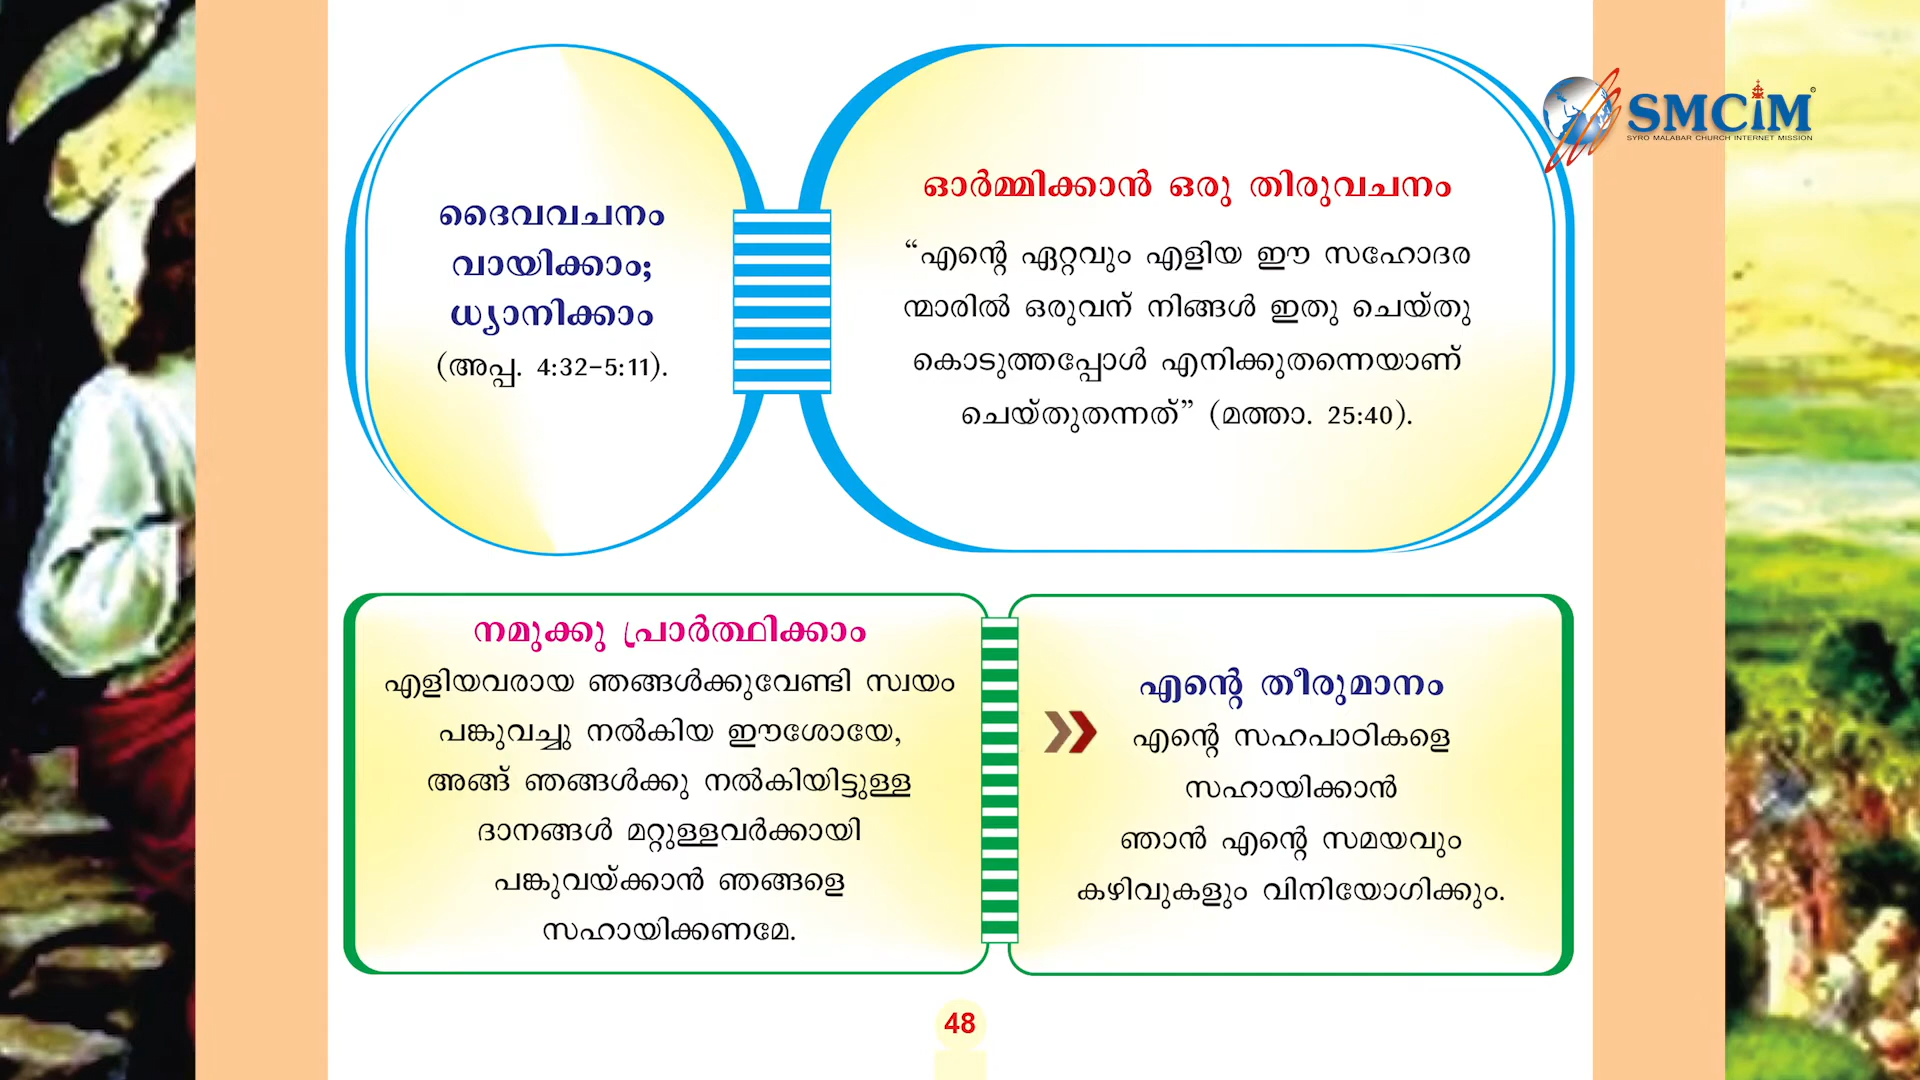 ദൈവവചനം
വായിക്കാം;
ധ്യാനിക്കാം
(അപ്പ. 4:32-5:11).
ഓർമ്മിക്കാൻ ഒരു തിരുവചനം
“എന്റെ ഏറ്റവും എളിയ ഈ സഹോദര
ന്മാരിൽ ഒരുവന് നിങ്ങൾ ഇതു ചെയ്തു
കൊടുത്തപ്പോൾ എനിക്കുതന്നെയാണ്
ചെയ്തുതന്നത്” (മത്താ. 25:40).
SMCIM
SYRO MALABAR CHURCH INTERNET MISSION
നമുക്കു പ്രാർത്ഥിക്കാം
എളിയവരായ ഞങ്ങൾക്കുവേണ്ടി സ്വയം
പങ്കുവച്ചു നൽകിയ ഈശോയേ,
അങ്ങ് ഞങ്ങൾക്കു നൽകിയിട്ടുള്ള
ദാനങ്ങൾ മറ്റുള്ളവർക്കായി
പങ്കുവയ്ക്കാൻ ഞങ്ങളെ
സഹായിക്കണമേ.
എന്റെ തീരുമാനം
എന്റെ സഹപാഠികളെ
സഹായിക്കാൻ
ഞാൻ എന്റെ സമയവും
കഴിവുകളും വിനിയോഗിക്കും.
48